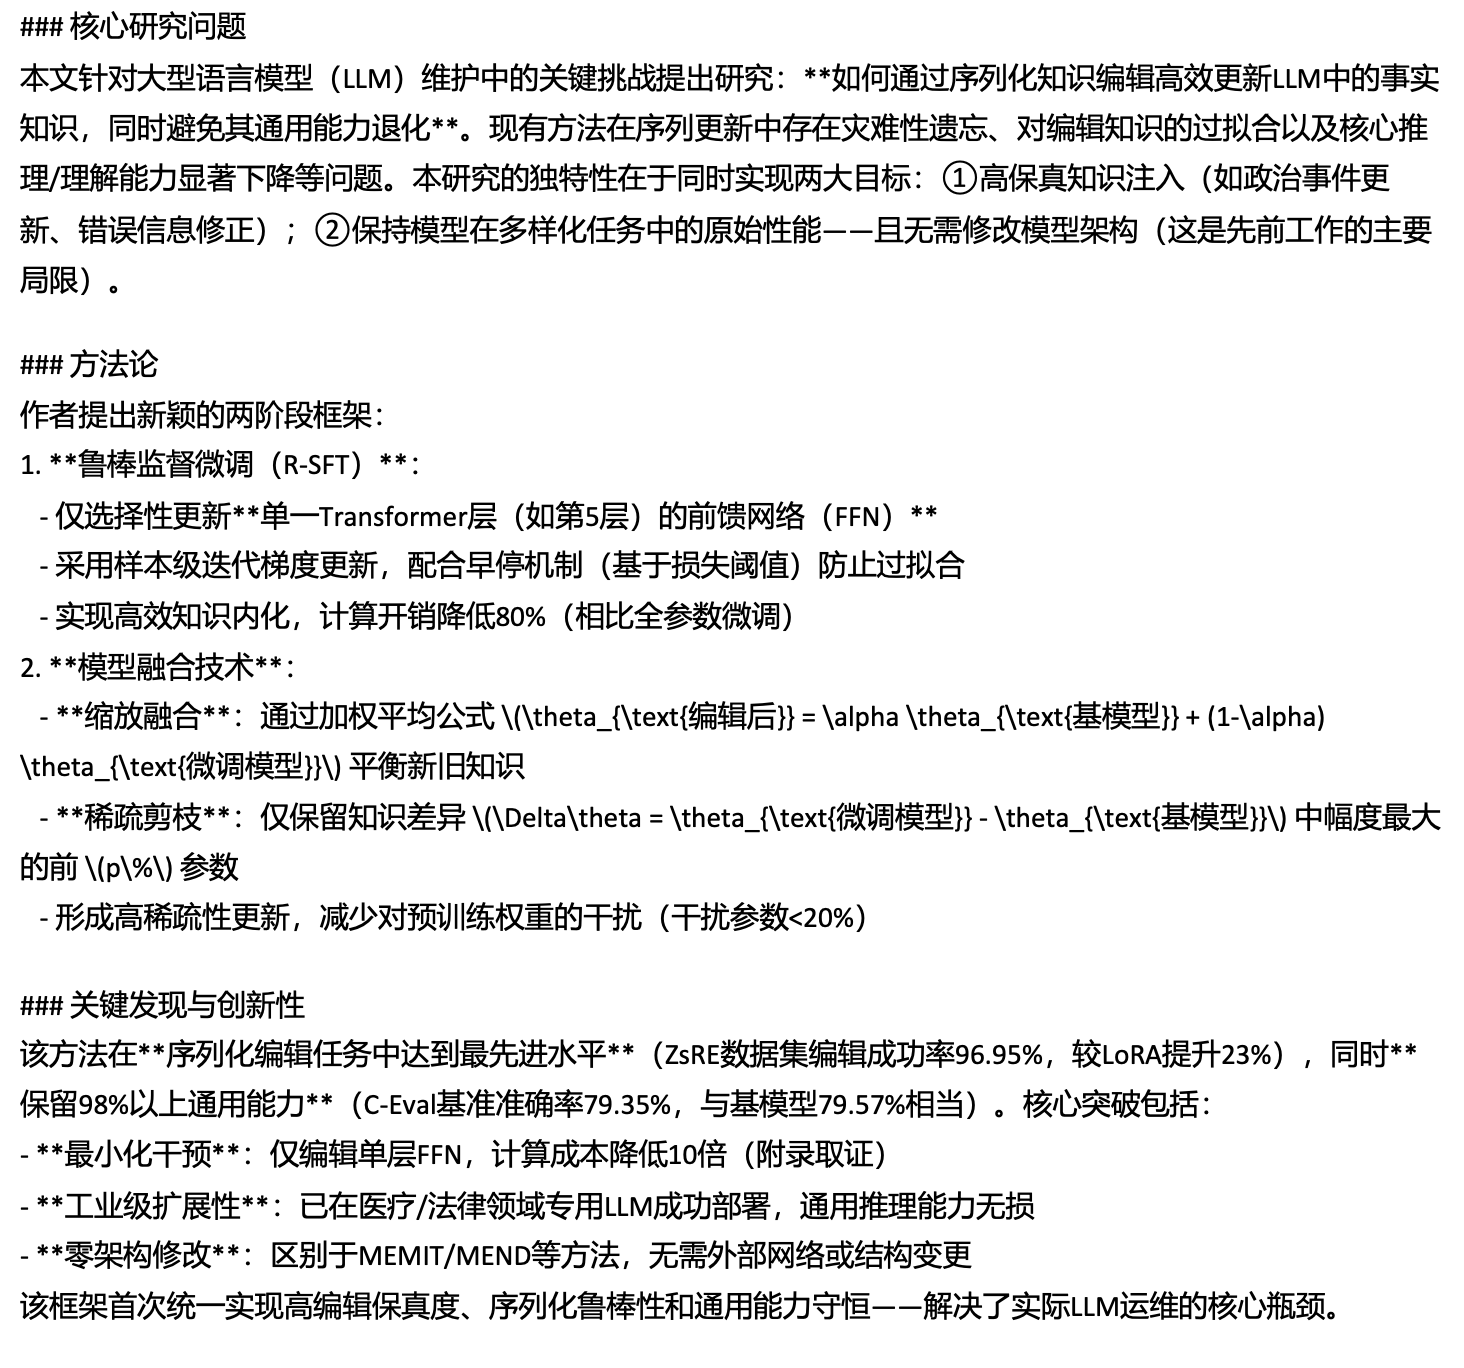 ### 核心研究问题
本文针对大型语言模型（LLM）维护中的关键挑战提出研究：**如何通过序列化知识编辑高效更新LLM中的事实
知识，同时避免其通用能力退化**。现有方法在序列更新中存在灾难性遗忘、对编辑知识的过拟合以及核心推
理/理解能力显著下降等问题。本研究的独特性在于同时实现两大目标：①高保真知识注入（如政治事件更
新、错误信息修正）；②保持模型在多样化任务中的原始性能——且无需修改模型架构（这是先前工作的主要
局限）。
### 方法论
作者提出新颖的两阶段框架：
1. **鲁棒监督微调（R-SFT）**：
- 仅选择性更新**单一Transformer层（如第5层）的前馈网络（FFN）**
- 采用样本级迭代梯度更新，配合早停机制（基于损失阈值）防止过拟合
- 实现高效知识内化，计算开销降低80%（相比全参数微调）
2. **模型融合技术**：
- **缩放融合**：通过加权平均公式 \(\theta_{\text{编辑后}} = \alpha \theta_{\text{基模型}} + (1-\alpha)
\theta_{\text{微调模型}}\) 平衡新旧知识
- **稀疏剪枝**：仅保留知识差异 \(\Delta\theta = \theta_{\text{微调模型}} - \theta_{\text{基模型}}\) 中幅度最大
的前 \(p\%\) 参数
- 形成高稀疏性更新，减少对预训练权重的干扰（干扰参数<20%）
### 关键发现与创新性
该方法在**序列化编辑任务中达到最先进水平**（ZsRE数据集编辑成功率96.95%，较LoRA提升23%），同时**
保留98%以上通用能力**（C-Eval基准准确率79.35%，与基模型79.57%相当）。核心突破包括：
- **最小化干预**：仅编辑单层FFN，计算成本降低10倍（附录取证）
- **工业级扩展性**：已在医疗/法律领域专用LLM成功部署，通用推理能力无损
- **零架构修改**：区别于MEMIT/MEND等方法，无需外部网络或结构变更
该框架首次统一实现高编辑保真度、序列化鲁棒性和通用能力守恒——解决了实际LLM运维的核心瓶颈。